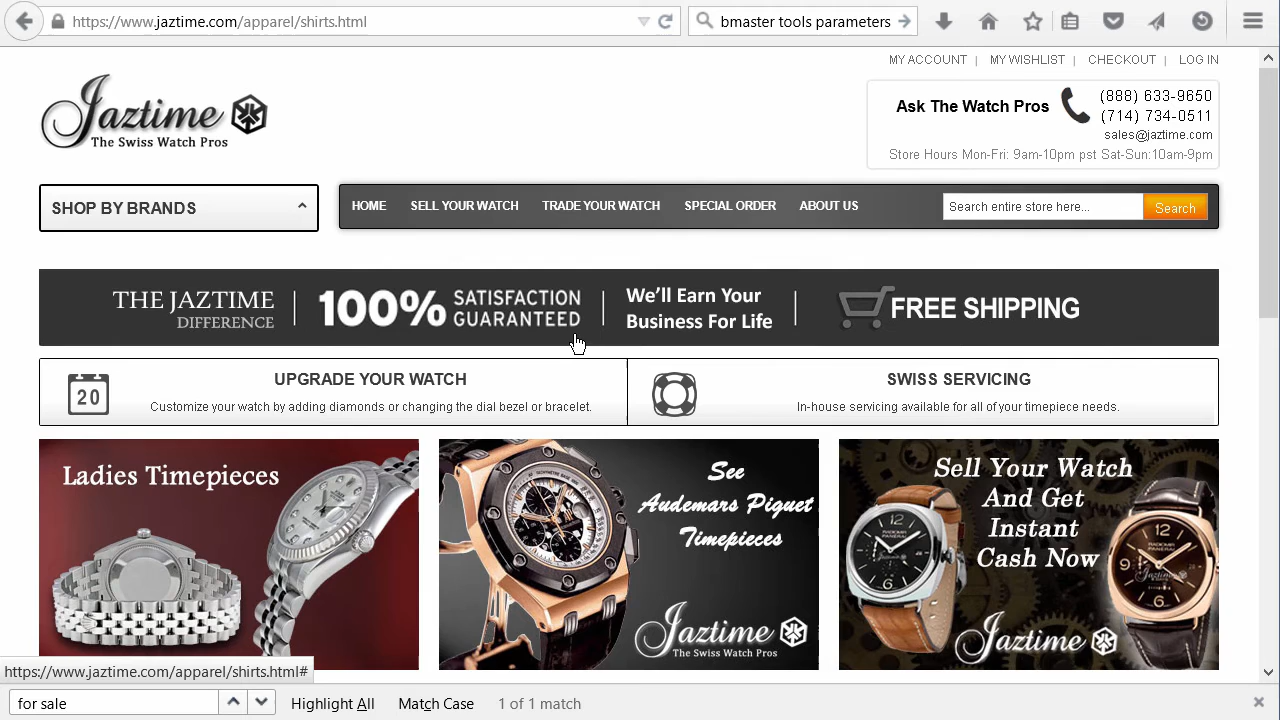 https://www.jaztime.com/apparel/shirts.html
bmaster tools parameters
MY ACCOUNT | MY WISHLIST | CHECKOUT | LOG IN
Jaztime
The Swiss Watch Pros
Ask The Watch Pros
(888) 633-9650
(714) 734-0511
sales@jaztime.com
Store Hours Mon-Fri: 9am-10pm pst Sat-Sun:10am-9pm
SHOP BY BRANDS
HOME SELL YOUR WATCH TRADE YOUR WATCH SPECIAL ORDER ABOUT US
Search entire store here...
Search
THE JAZTIME
DIFFERENCE
100% SATISFACTION
GUARANTEED
We'll Earn Your
Business For Life
FREE SHIPPING
20
UPGRADE YOUR WATCH
Customize your watch by adding diamonds or changing the dial bezel or bracelet.
SWISS SERVICING
In-house servicing available for all of your timepiece needs.
Ladies Timepieces
See
Audemars Piguet
Timepieces
Jaztime
The Swiss Watch Pros
Sell Your Watch
And Get
Instant
Cash Now
Jaztime
https://www.jaztime.com/apparel/shirts.html#
for sale
Highlight All
Match Case
1 of 1 match